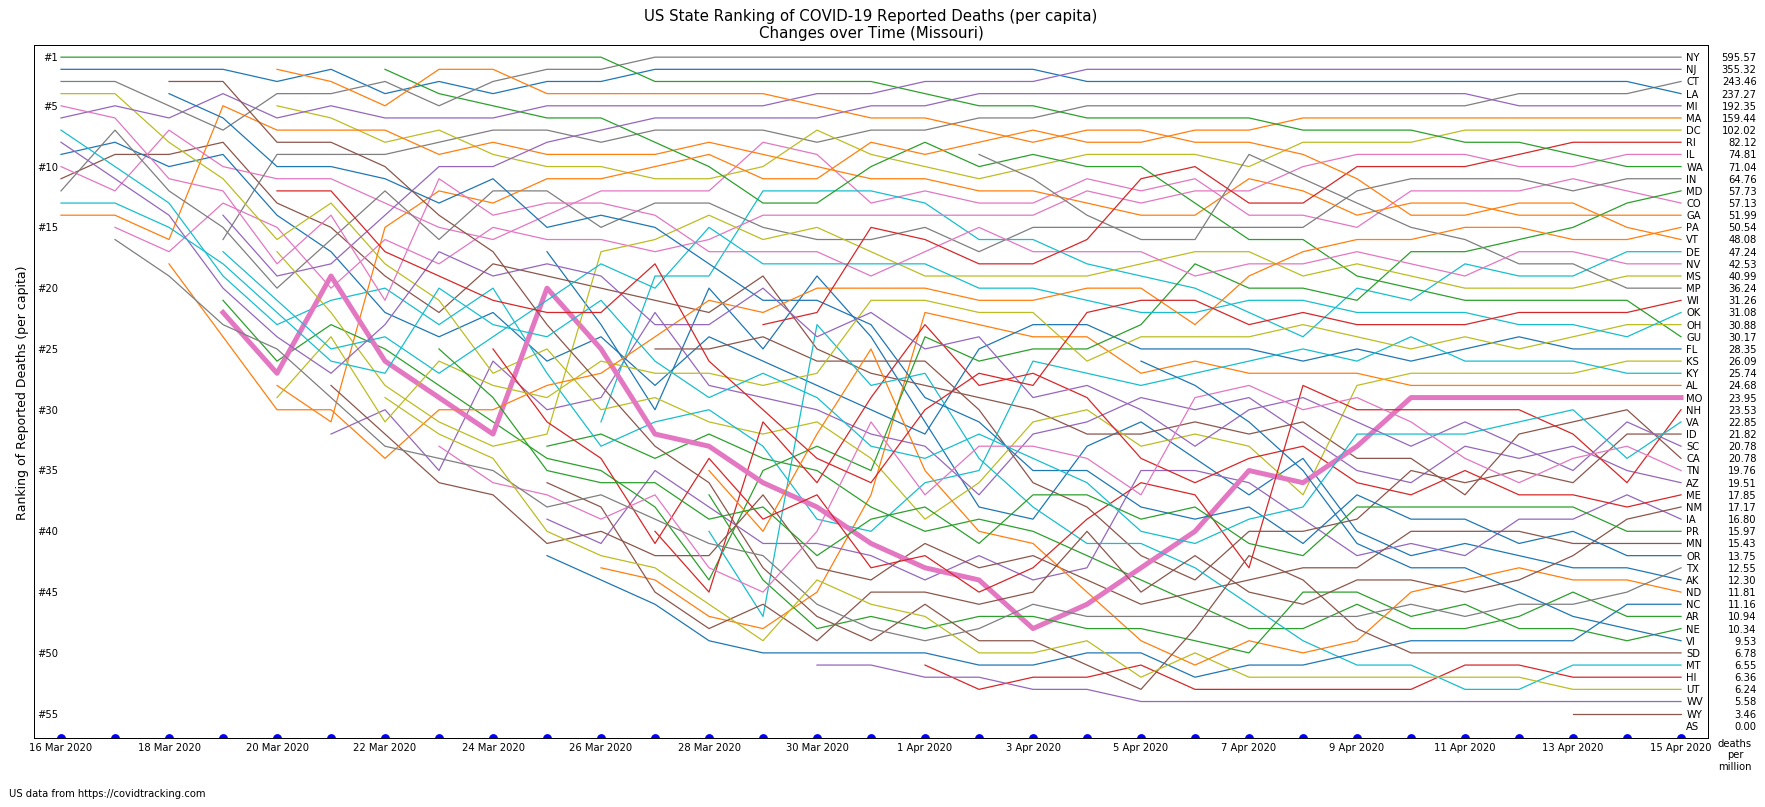 US State Ranking of COVID-19 Reported Deaths (per capita)
Changes over Time (Missouri)
Ranking of Reported Deaths (per capita)
#1
#5
#10
#15
#20
#25
#30
#35
#40
#45
#50
#55
NY 595.57
NJ 355.32
CT 243.46
LA 237.27
MI 192.35
MA 159.44
DC 102.02
RI 82.12
IL 74.81
WA 71.04
IN 64.76
MD 57.73
CO 57.13
GA 51.99
PA 50.54
VT 48.08
DE 47.24
NV 42.53
MS 40.99
MP 36.24
WI 31.26
OK 31.08
OH 30.88
GU 30.17
FL 28.35
KS 26.09
KY 25.74
AL 24.68
MO 23.95
NH 23.53
VA 22.85
ID 21.82
SC 20.78
CA 20.78
TN 19.76
AZ 19.51
ME 17.85
NM 17.17
IA 16.80
PR 15.97
MN 15.43
OR 13.75
TX 12.55
AK 12.30
ND 11.81
NC 11.16
AR 10.94
NE 10.34
VI 9.53
SD 6.78
MT 6.55
HI 6.36
UT 6.24
WV 5.58
WY 3.46
AS 0.00
16 Mar 2020 18 Mar 2020 20 Mar 2020 22 Mar 2020 24 Mar 2020 26 Mar 2020 28 Mar 2020 30 Mar 2020 1 Apr 2020 3 Apr 2020 5 Apr 2020 7 Apr 2020 9 Apr 2020 11 Apr 2020 13 Apr 2020 15 Apr 2020
deaths
per
million
US data from https://covidtracking.com